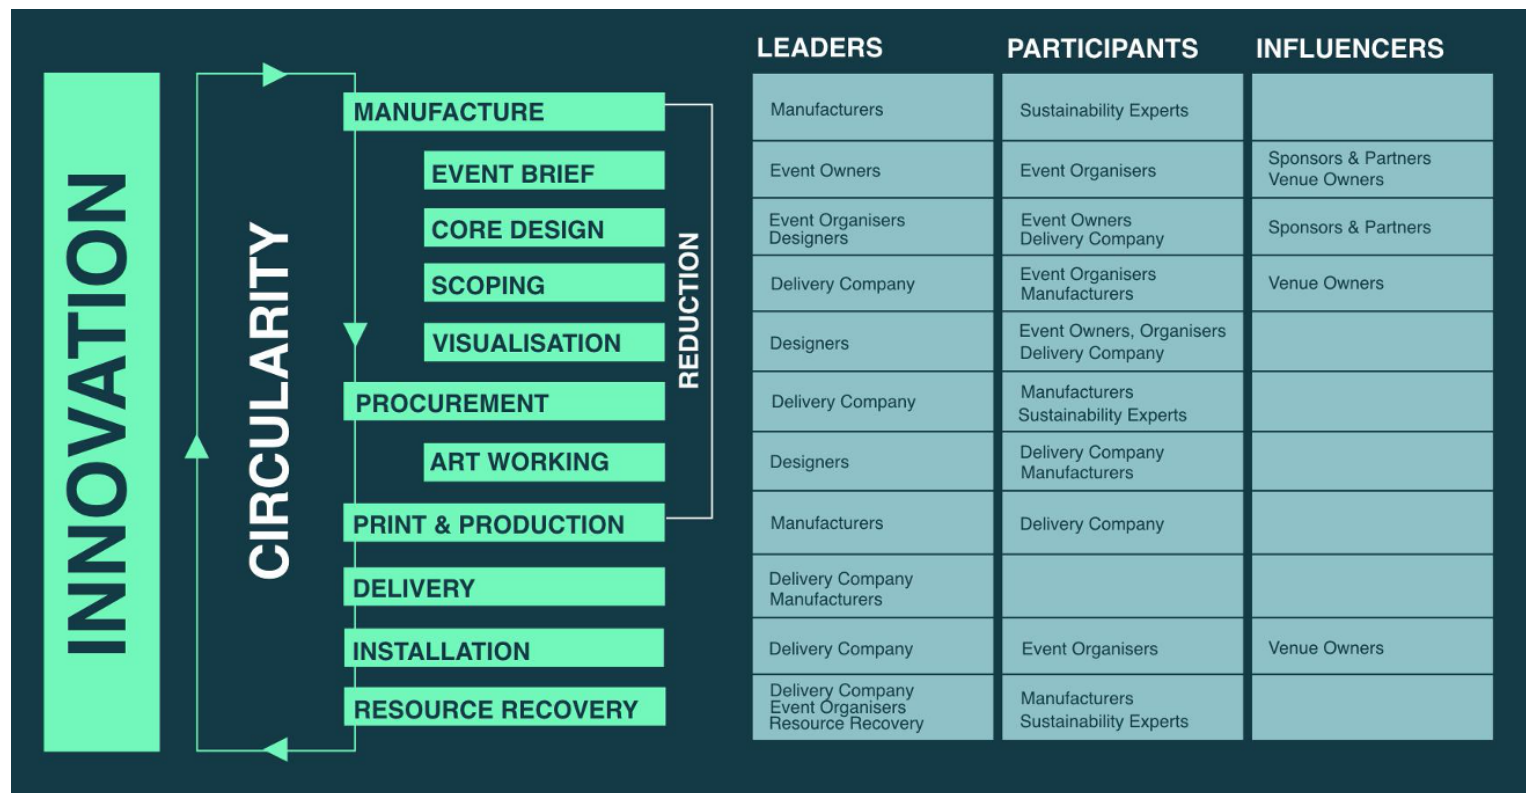 LEADERS PARTICIPANTS INFLUENCERS
INNOVATION
CIRCULARITY
REDUCTION
MANUFACTURE
Manufacturers
Sustainability Experts
EVENT BRIEF
Event Owners
Event Organisers
Sponsors & Partners
Venue Owners
CORE DESIGN
Event Organisers
Designers
Event Owners
Delivery Company
Sponsors & Partners
SCOPING
Delivery Company
Event Organisers
Manufacturers
Venue Owners
VISUALISATION
Designers
Event Owners, Organisers
Delivery Company
PROCUREMENT
Delivery Company
Manufacturers
Sustainability Experts
ART WORKING
Designers
Delivery Company
Manufacturers
PRINT & PRODUCTION
Manufacturers
Delivery Company
DELIVERY
Delivery Company
Manufacturers
INSTALLATION
Delivery Company
Event Organisers
Venue Owners
RESOURCE RECOVERY
Delivery Company
Event Organisers
Resource Recovery
Manufacturers
Sustainability Experts